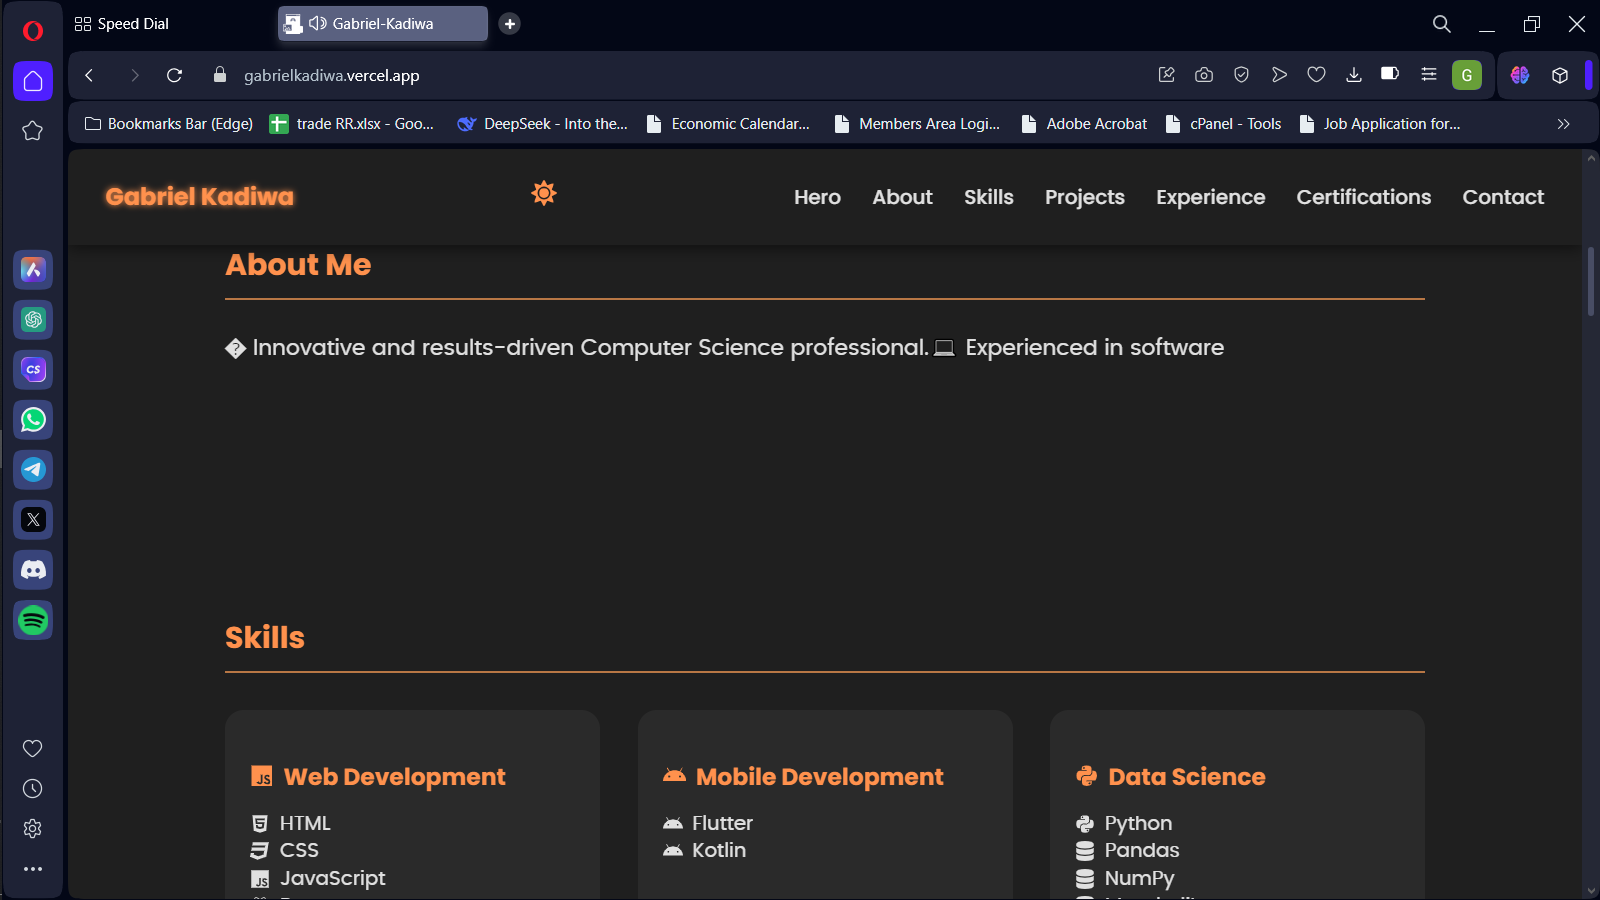 Speed Dial
Gabriel-Kadiwa
gabrielkadiwa.vercel.app
G
Bookmarks Bar (Edge)
trade RR.xlsx - Goo...
DeepSeek - Into the...
Economic Calendar...
Members Area Logi...
Adobe Acrobat
cPanel - Tools
Job Application for...
Gabriel Kadiwa
Hero
About
Skills
Projects
Experience
Certifications
Contact
About Me
� Innovative and results-driven Computer Science professional.💻 Experienced in software
Skills
JS Web Development
HTML
CSS
JS JavaScript
Mobile Development
Flutter
Kotlin
Data Science
Python
Pandas
NumPy
CS